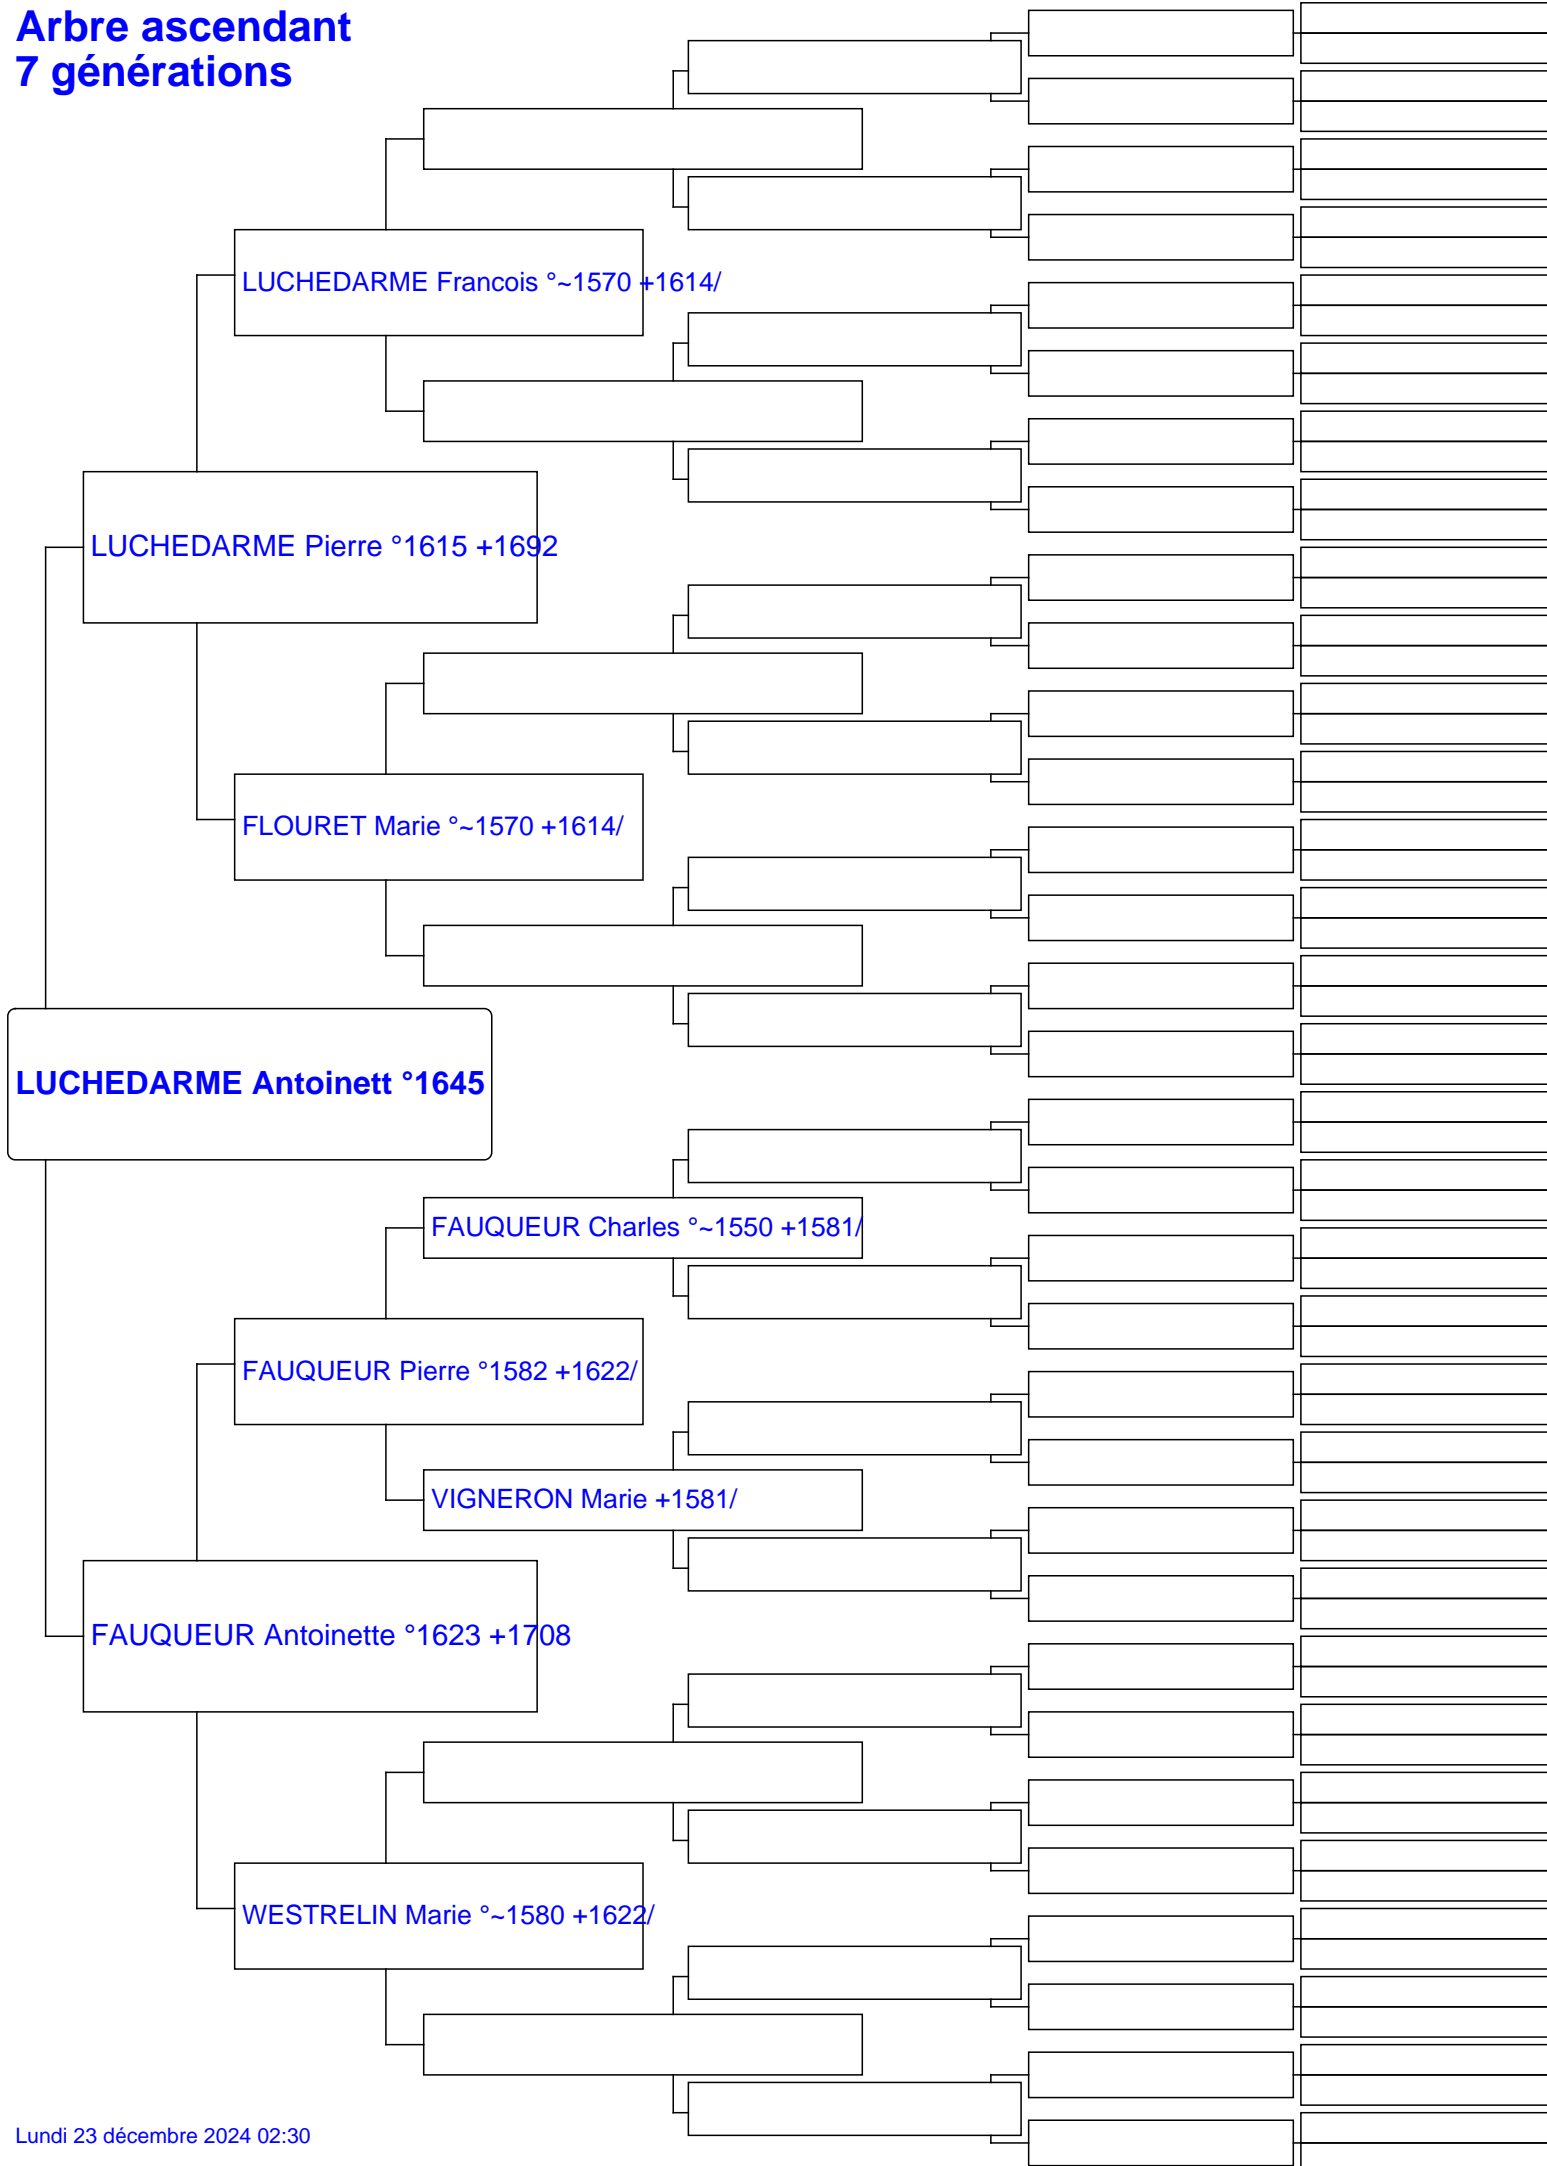 Arbre ascendant
7 générations
LUCHEDARME Francois °~1570 +1614/
LUCHEDARME Pierre °1615 +1692
FLOURET Marie °~1570 +1614/
LUCHEDARME Antoinett °1645
FAUQUEUR Charles °~1550 +1581/
FAUQUEUR Pierre °1582 +1622/
VIGNERON Marie +1581/
FAUQUEUR Antoinette °1623 +1708
WESTRELIN Marie °~1580 +1622/
Lundi 23 décembre 2024 02:30